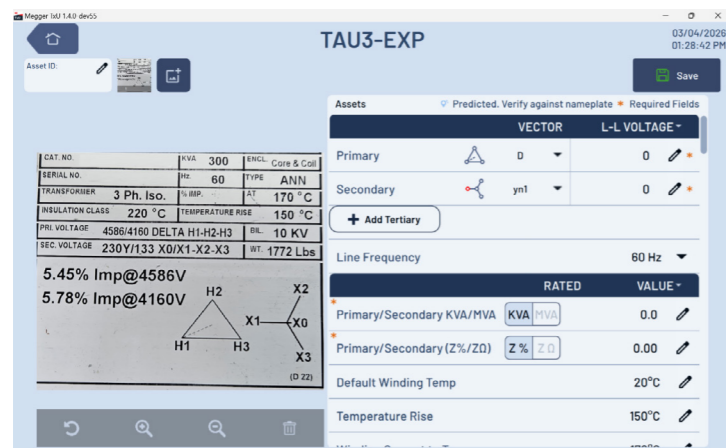 Megger TxU 1.4.0 dev55
TAU3-EXP
03/04/2026
01:28:42 PM
Asset ID:
Save
Assets
Predicted. Verify against nameplate * Required Fields
VECTOR L-L VOLTAGE
Primary D 0 *
Secondary yn1 0 *
+ Add Tertiary
Line Frequency 60 Hz
RATED VALUE
* Primary/Secondary KVA/MVA KVA MVA 0.0
* Primary/Secondary (Z%/ZΩ) Z % Z Ω 0.00
Default Winding Temp 20°C
Temperature Rise 150°C
CAT. NO. KVA 300 ENCL. Core & Coil
SERIAL NO. Hz. 60 TYPE ANN
TRANSFORMER 3 Ph. Iso. % IMP. AT 170 °C
INSULATION CLASS 220 °C TEMPERATURE RISE 150 °C
PRI. VOLTAGE 4586/4160 DELTA H1-H2-H3 BIL. 10 KV
SEC. VOLTAGE 230Y/133 X0/X1-X2-X3 WT. 1772 Lbs
5.45% Imp@4586V
5.78% Imp@4160V
H2
X2
X1
X0
H1
H3
X3
(D 22)